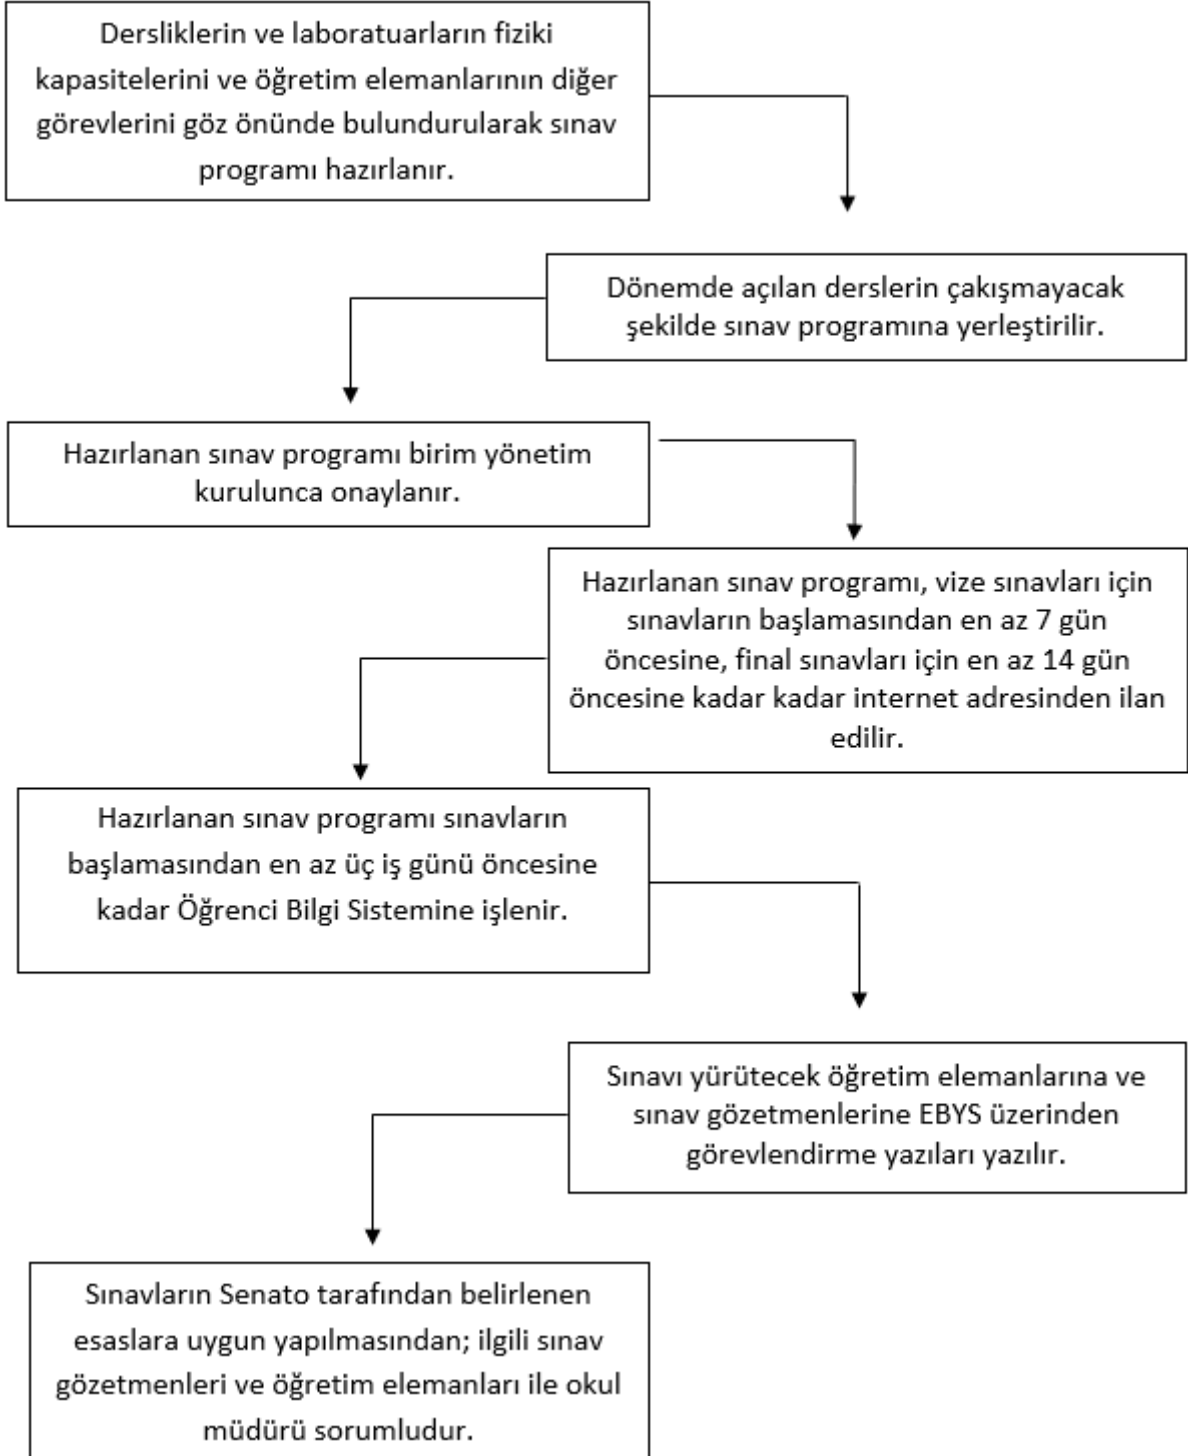 Dersliklerin ve laboratuarların fiziki
kapasitelerini ve öğretim elemanlarının diğer
görevlerini göz önünde bulundurularak sınav
programı hazırlanır.
Dönemde açılan derslerin çakışmayacak
şekilde sınav programına yerleştirilir.
Hazırlanan sınav programı birim yönetim
kurulunca onaylanır.
Hazırlanan sınav programı, vize sınavları için
sınavların başlamasından en az 7 gün
öncesine, final sınavları için en az 14 gün
öncesine kadar kadar internet adresinden ilan
edilir.
Hazırlanan sınav programı sınavların
başlamasından en az üç iş günü öncesine
kadar Öğrenci Bilgi Sistemine işlenir.
Sınavı yürütecek öğretim elemanlarına ve
sınav gözetmenlerine EBYS üzerinden
görevlendirme yazıları yazılır.
Sınavların Senato tarafından belirlenen
esaslara uygun yapılmasından; ilgili sınav
gözetmenleri ve öğretim elemanları ile okul
müdürü sorumludur.